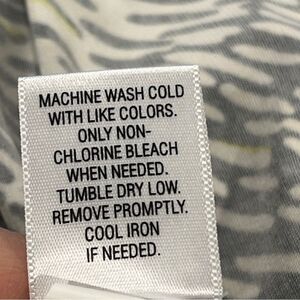 MACHINE WASH COLD
WITH LIKE COLORS.
ONLY NON-
CHLORINE BLEACH
WHEN NEEDED.
TUMBLE DRY LOW.
REMOVE PROMPTLY.
COOL IRON
IF NEEDED.